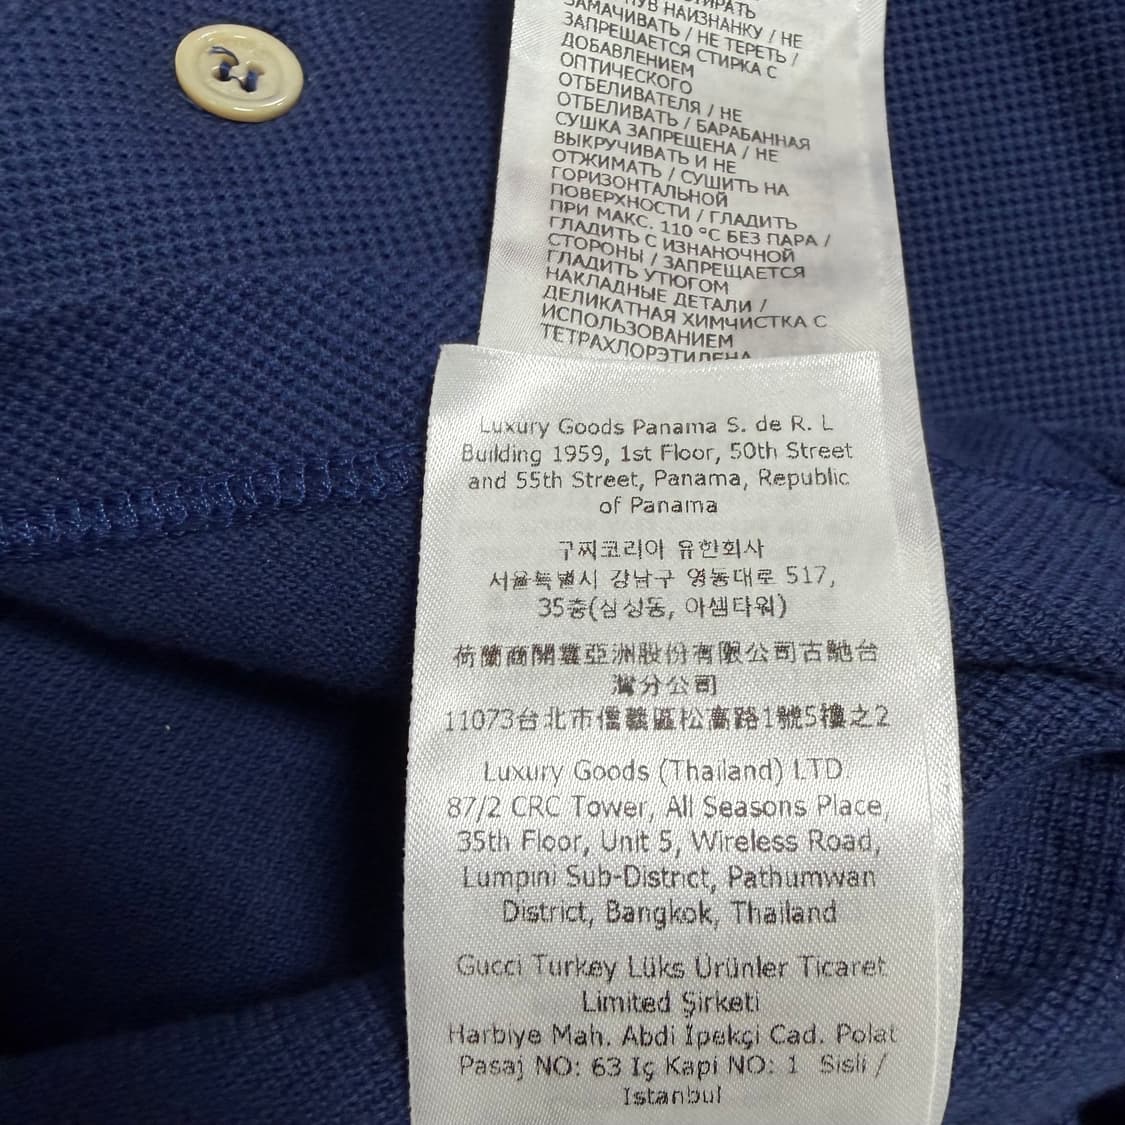 НАИЗНАНКУ / НЕ
ЗАМАЧИВАТЬ / НЕ ТЕРЕТЬ /
ЗАПРЕЩАЕТСЯ СТИРКА С
ДОБАВЛЕНИЕМ
ОПТИЧЕСКОГО
ОТБЕЛИВАТЕЛЯ / НЕ
ОТБЕЛИВАТЬ / БАРАБАННАЯ
СУШКА ЗАПРЕЩЕНА / НЕ
ВЫКРУЧИВАТЬ И НЕ
ОТЖИМАТЬ / СУШИТЬ НА
ГОРИЗОНТАЛЬНОЙ
ПОВЕРХНОСТИ / ГЛАДИТЬ
ПРИ МАКС. 110 °C БЕЗ ПАРА /
ГЛАДИТЬ С ИЗНАНОЧНОЙ
СТОРОНЫ / ЗАПРЕЩАЕТСЯ
ГЛАДИТЬ УТЮГОМ
НАКЛАДНЫЕ ДЕТАЛИ /
ДЕЛИКАТНАЯ ХИМЧИСТКА С
ИСПОЛЬЗОВАНИЕМ
ТЕТРАХЛОРЭТИЛЕНА
Luxury Goods Panama S. de R. L
Building 1959, 1st Floor, 50th Street
and 55th Street, Panama, Republic
of Panama
구찌코리아 유한회사
서울특별시 강남구 영동대로 517,
35층(삼성동, 아셈타워)
荷蘭商開雲亞洲股份有限公司古馳台
灣分公司
11073台北市信義區松高路1號5樓之2
Luxury Goods (Thailand) LTD
87/2 CRC Tower, All Seasons Place,
35th Floor, Unit 5, Wireless Road,
Lumpini Sub-District, Pathumwan
District, Bangkok, Thailand
Gucci Turkey Lüks Ürünler Ticaret
Limited Şirketi
Harbiye Mah. Abdi İpekçi Cad. Polat
Pasaj NO: 63 Iç Kapi NO: 1 Sisli /
Istanbul